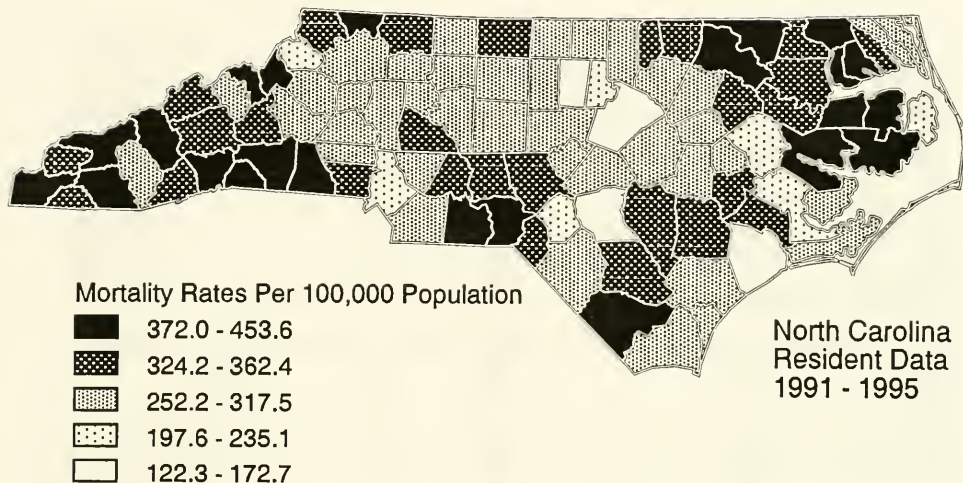 Mortality Rates Per 100,000 Population
372.0 - 453.6
324.2 - 362.4
252.2 - 317.5
197.6 - 235.1
122.3 - 172.7
North Carolina
Resident Data
1991 - 1995